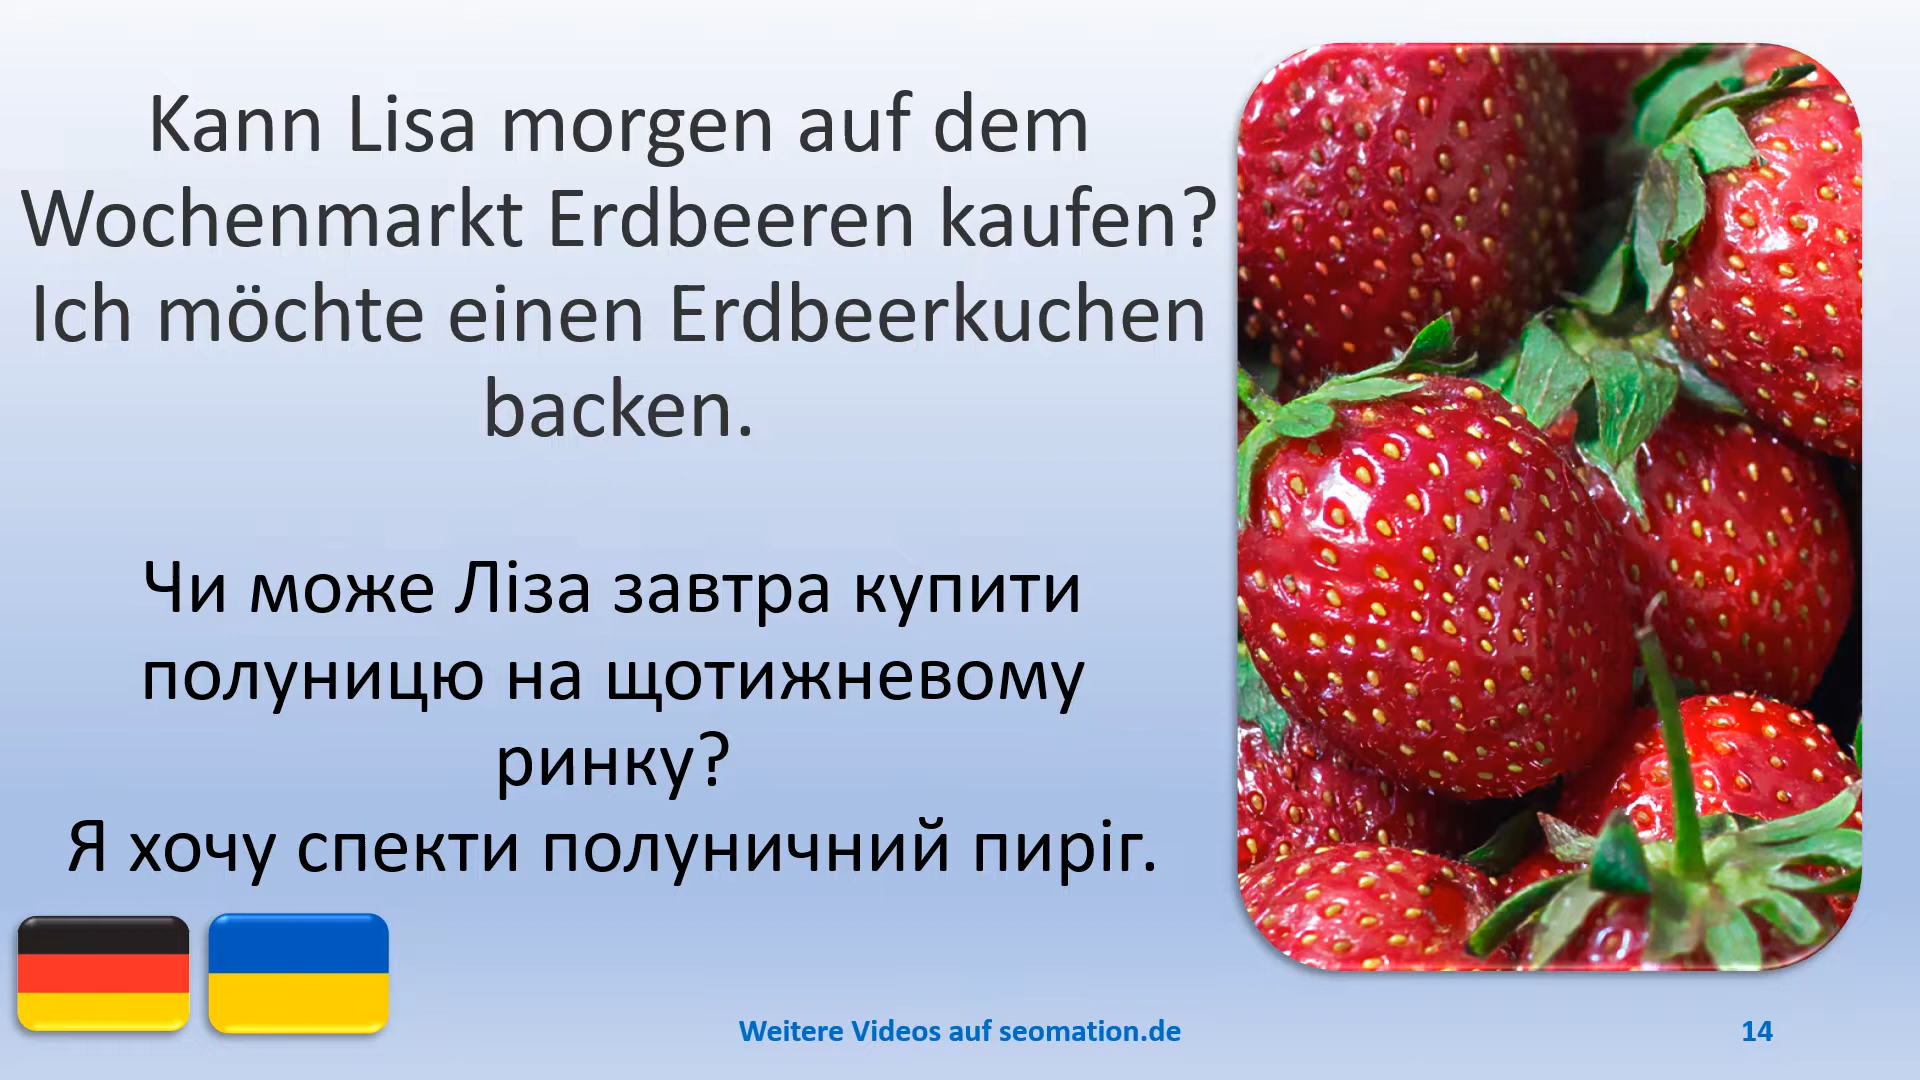 Kann Lisa morgen auf dem
Wochenmarkt Erdbeeren kaufen?
Ich möchte einen Erdbeerkuchen
backen.
Чи може Ліза завтра купити
полуницю на щотижневому
ринку?
Я хочу спекти полуничний пиріг.
Weitere Videos auf seomation.de
14